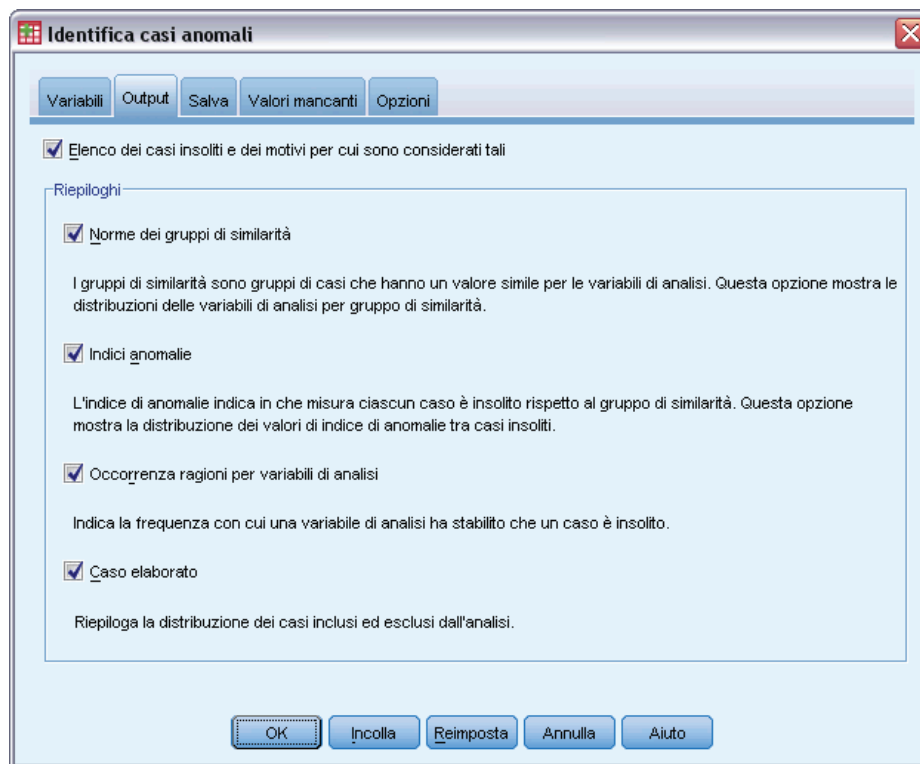 Identifica casi anomali
Variabili Output Salva Valori mancanti Opzioni
Elenco dei casi insoliti e dei motivi per cui sono considerati tali
Riepiloghi
Norme dei gruppi di similarità
I gruppi di similarità sono gruppi di casi che hanno un valore simile per le variabili di analisi. Questa opzione mostra le
distribuzioni delle variabili di analisi per gruppo di similarità.
Indici anomalie
L'indice di anomalie indica in che misura ciascun caso è insolito rispetto al gruppo di similarità. Questa opzione
mostra la distribuzione dei valori di indice di anomalie tra casi insoliti.
Occorrenza ragioni per variabili di analisi
Indica la frequenza con cui una variabile di analisi ha stabilito che un caso è insolito.
Caso elaborato
Riepiloga la distribuzione dei casi inclusi ed esclusi dall'analisi.
OK Incolla Reimposta Annulla Aiuto